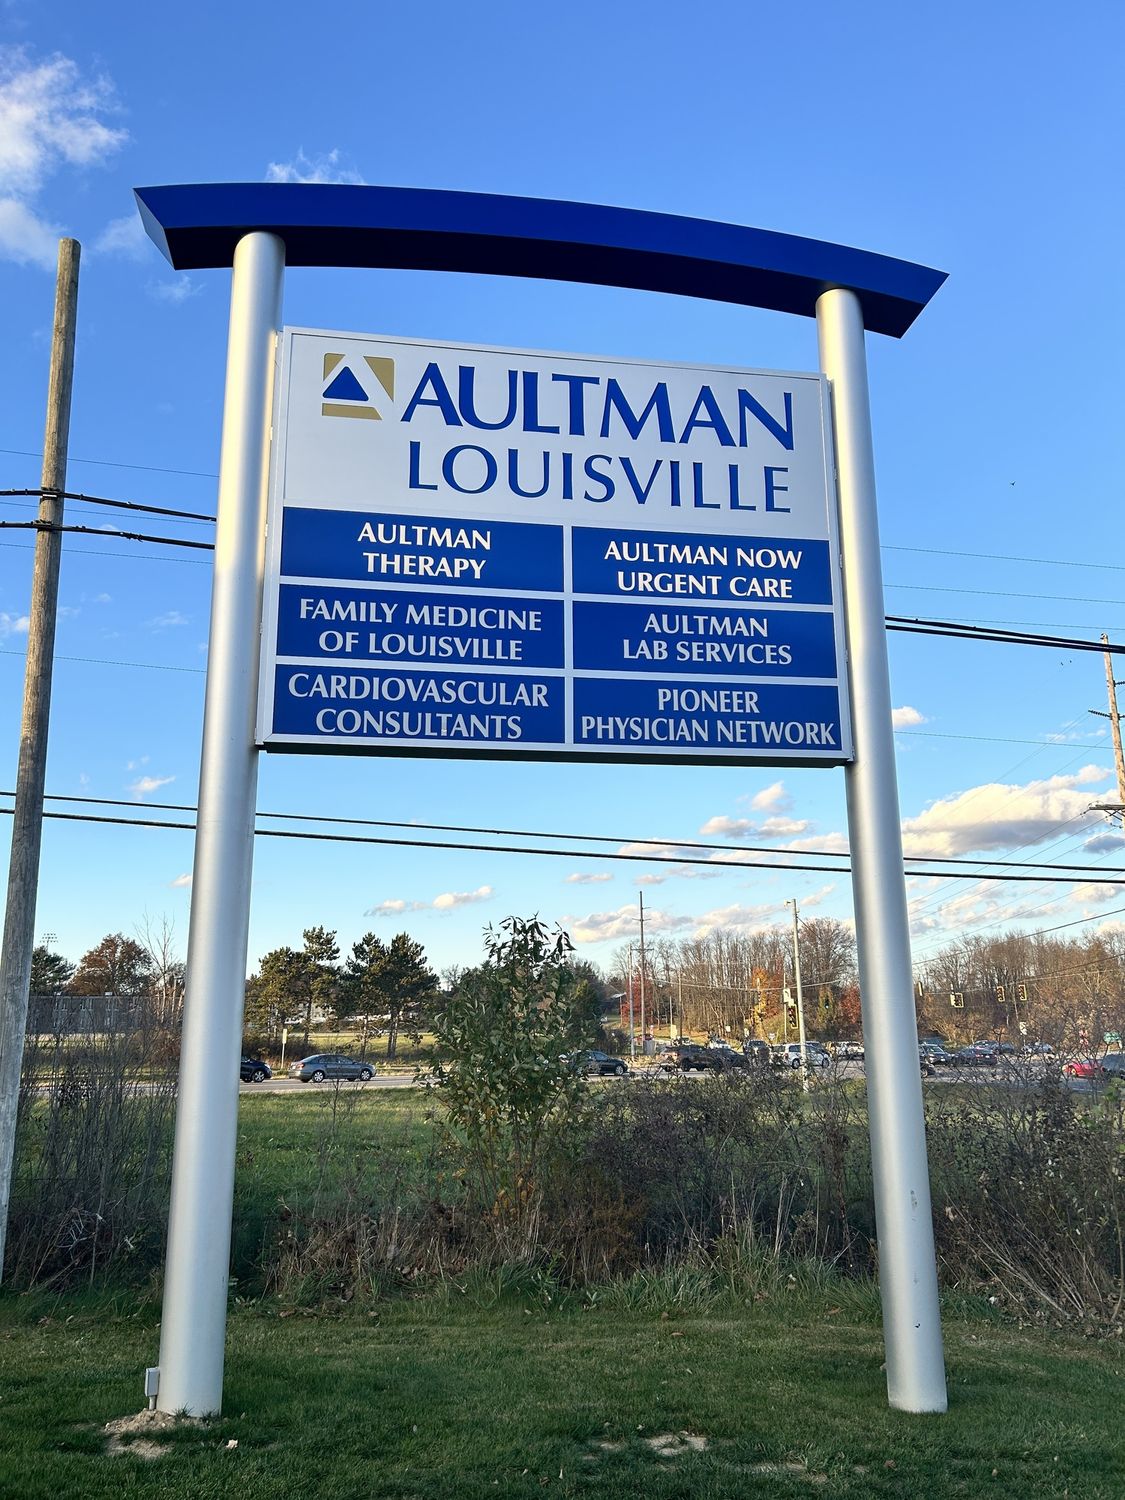 AULTMAN
LOUISVILLE
AULTMAN
THERAPY
AULTMAN NOW
URGENT CARE
FAMILY MEDICINE
OF LOUISVILLE
AULTMAN
LAB SERVICES
CARDIOVASCULAR
CONSULTANTS
PIONEER
PHYSICIAN NETWORK